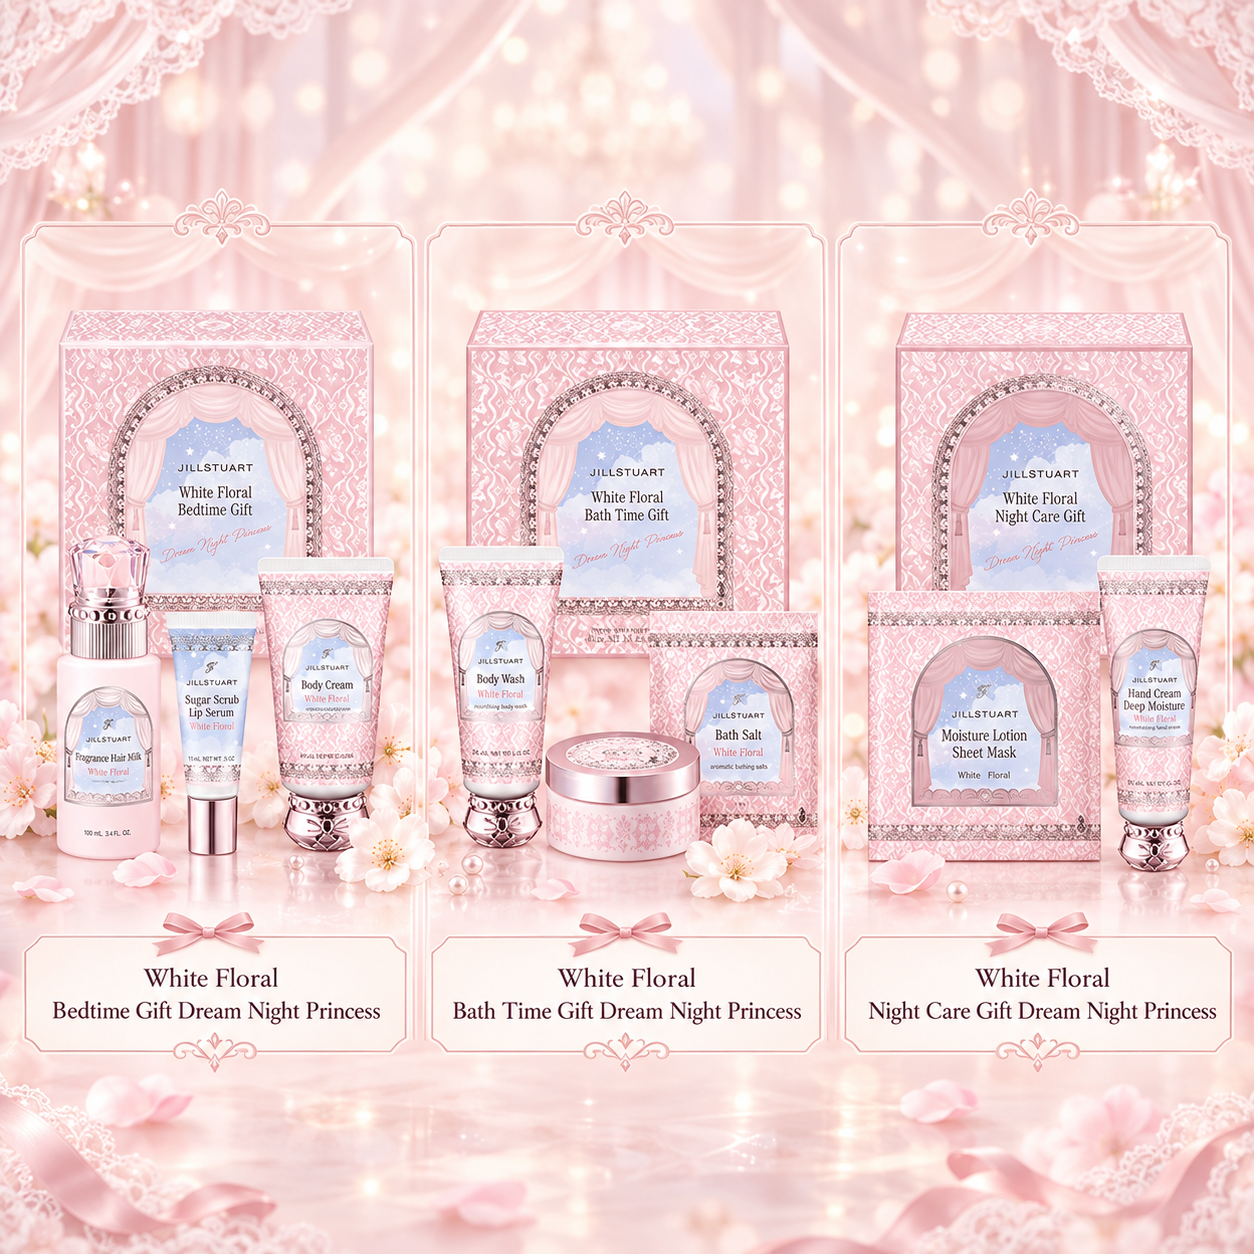 JILLSTUART
White Floral
Bedtime Gift
Dream Night Princess
JILLSTUART
Fragrance Hair Milk
White Floral
100 mL 3.4 FL. OZ.
JILLSTUART
Sugar Scrub
Lip Serum
White Floral
JILLSTUART
Body Cream
White Floral
JILLSTUART
White Floral
Bath Time Gift
Dream Night Princess
JILLSTUART
Body Wash
White Floral
nourishing body wash
JILLSTUART
Bath Salt
White Floral
aromatic bathing salts
JILLSTUART
White Floral
Night Care Gift
Dream Night Princess
JILLSTUART
Moisture Lotion
Sheet Mask
White Floral
JILLSTUART
Hand Cream
Deep Moisture
White Floral
White Floral
Bedtime Gift Dream Night Princess
White Floral
Bath Time Gift Dream Night Princess
White Floral
Night Care Gift Dream Night Princess